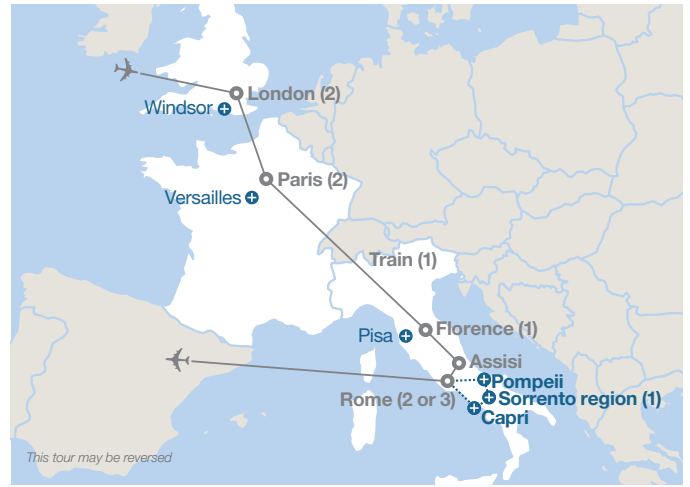 London (2)
Windsor
Paris (2)
Versailles
Train (1)
Florence (1)
Pisa
Assisi
Pompeii
Rome (2 or 3)
Sorrento region (1)
Capri
This tour may be reversed